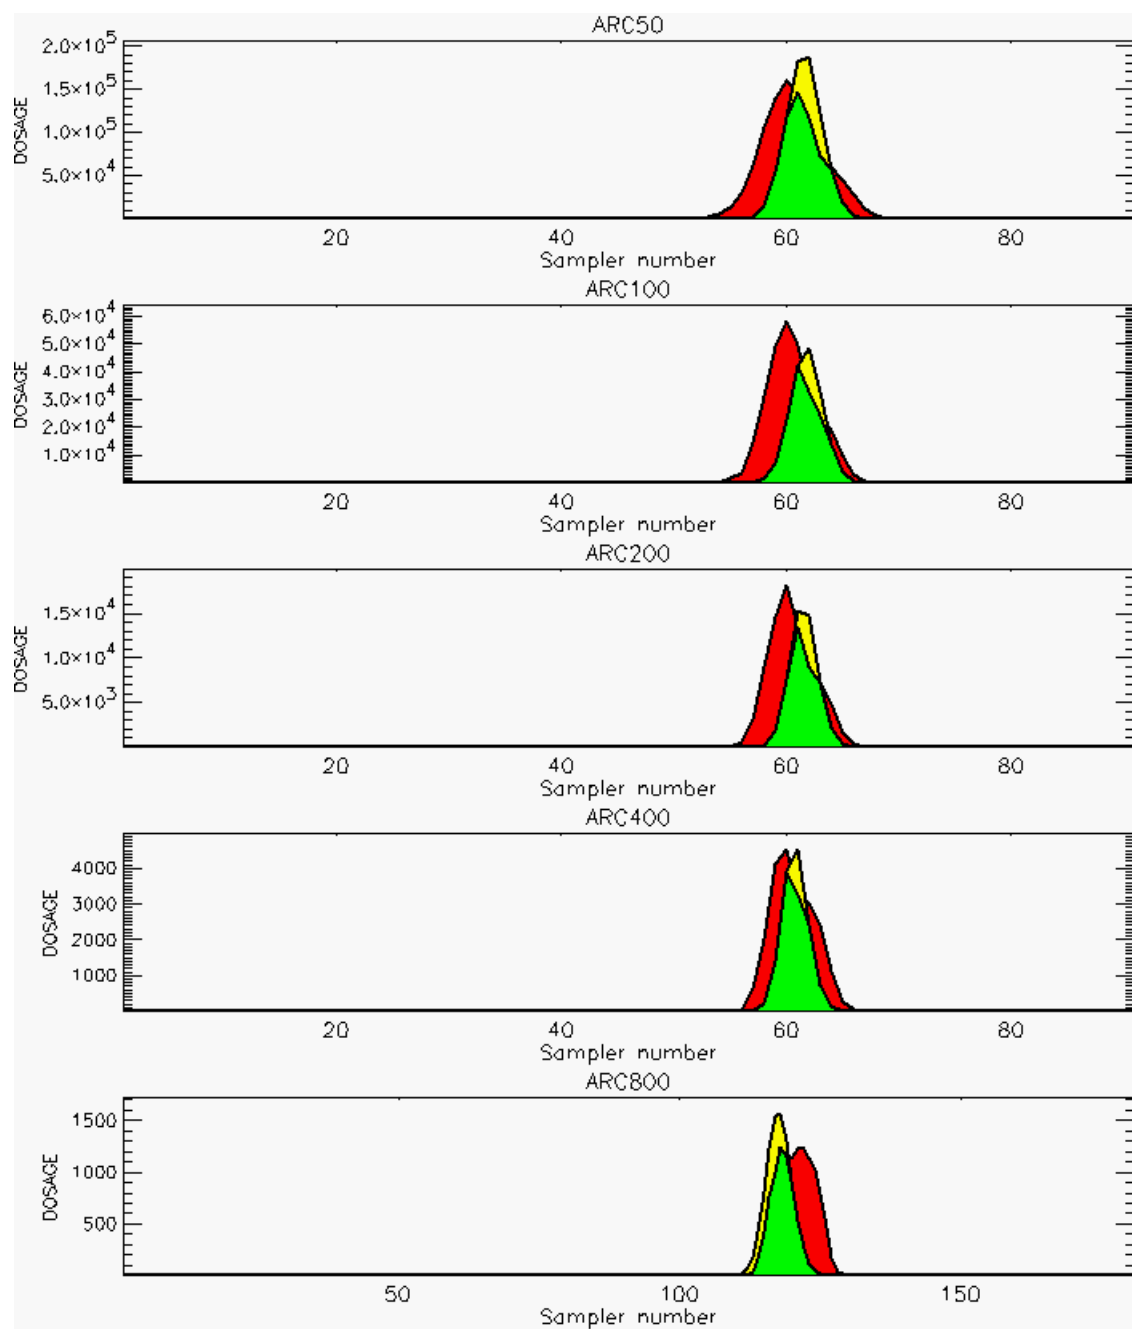 ARC50
DOSAGE
2.0×10⁵
1.5×10⁵
1.0×10⁵
5.0×10⁴
20 40 60 80
Sampler number
ARC100
DOSAGE
6.0×10⁴
5.0×10⁴
4.0×10⁴
3.0×10⁴
2.0×10⁴
1.0×10⁴
20 40 60 80
Sampler number
ARC200
DOSAGE
1.5×10⁴
1.0×10⁴
5.0×10³
20 40 60 80
Sampler number
ARC400
DOSAGE
4000
3000
2000
1000
20 40 60 80
Sampler number
ARC800
DOSAGE
1500
1000
500
50 100 150
Sampler number